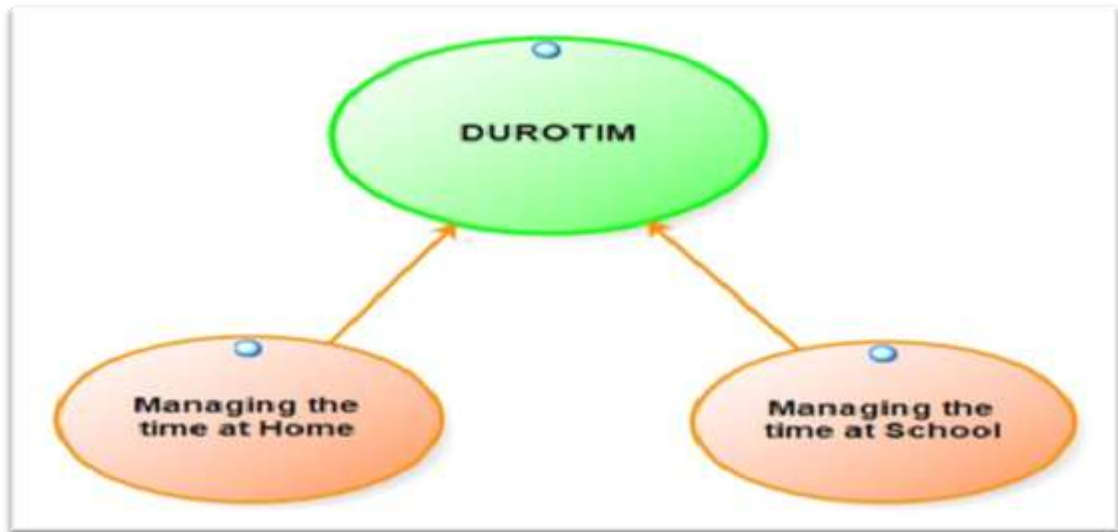 DUROTIM
Managing the
time at Home
Managing the
time at School